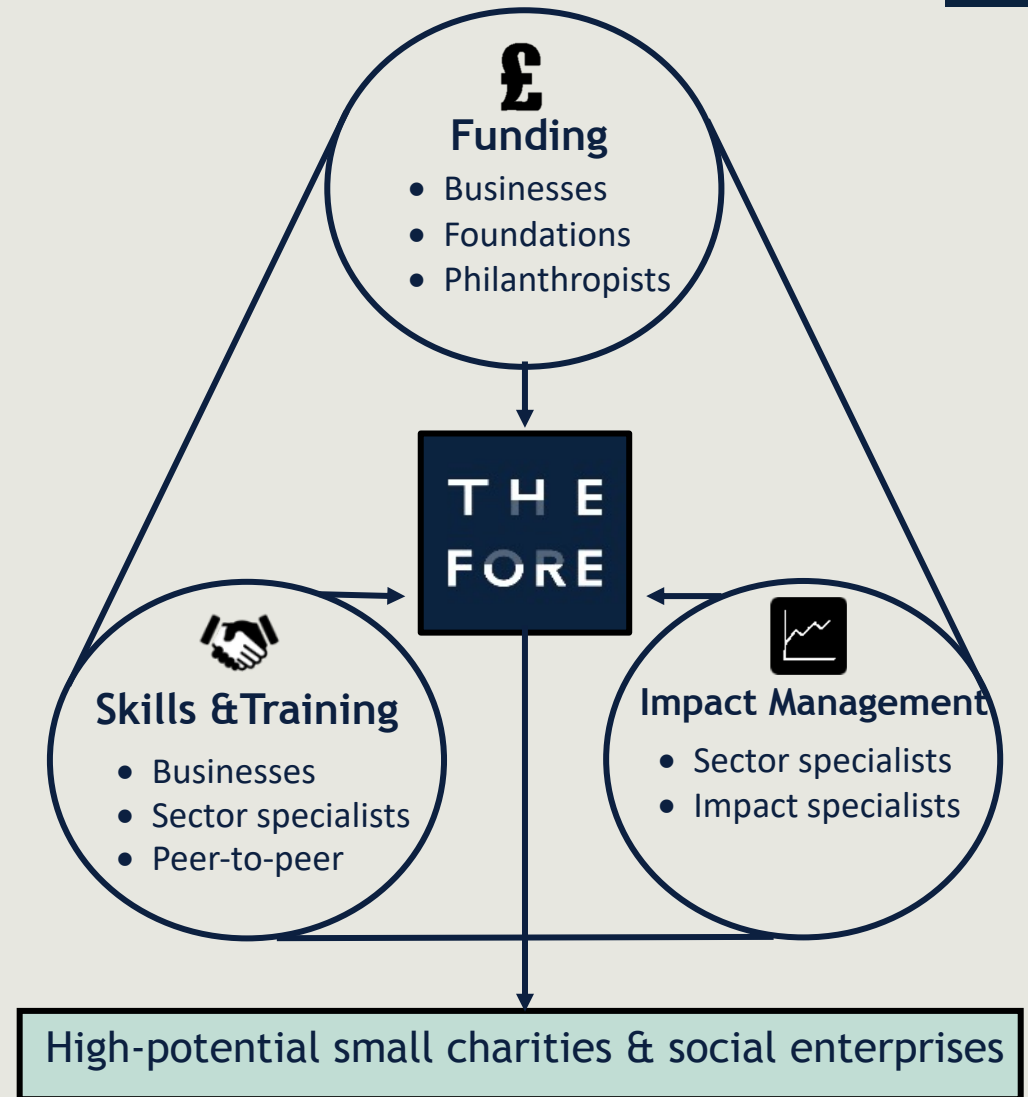 £
Funding
• Businesses
• Foundations
• Philanthropists
THE
FORE
Skills &Training
• Businesses
• Sector specialists
• Peer-to-peer
Impact Management
• Sector specialists
• Impact specialists
High-potential small charities & social enterprises